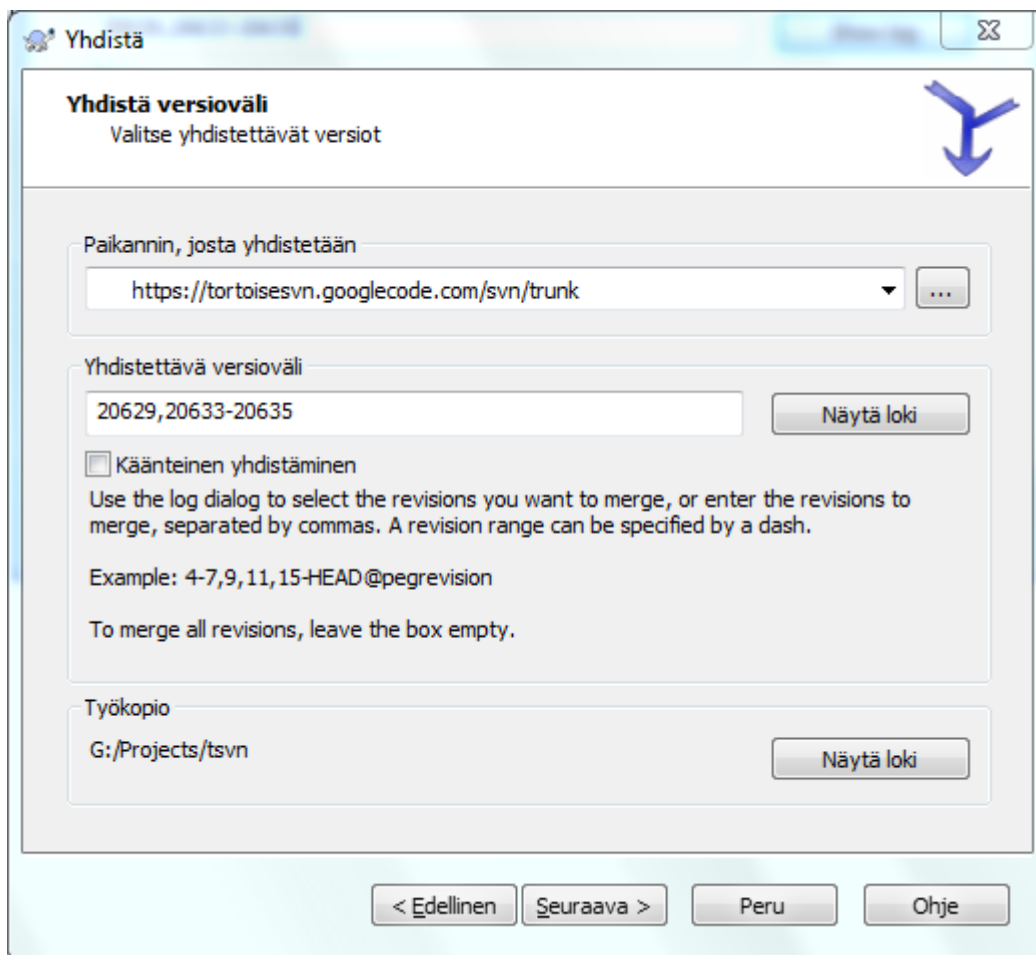 Yhdistä
Yhdistä versioväli
Valitse yhdistettävät versiot
Paikannin, josta yhdistetään
https://tortoisesvn.googlecode.com/svn/trunk
...
Yhdistettävä versioväli
20629,20633-20635
Näytä loki
Käänteinen yhdistäminen
Use the log dialog to select the revisions you want to merge, or enter the revisions to
merge, separated by commas. A revision range can be specified by a dash.
Example: 4-7,9,11,15-HEAD@pegrevision
To merge all revisions, leave the box empty.
Työkopio
G:/Projects/tsvn
Näytä loki
< Edellinen
Seuraava >
Peru
Ohje